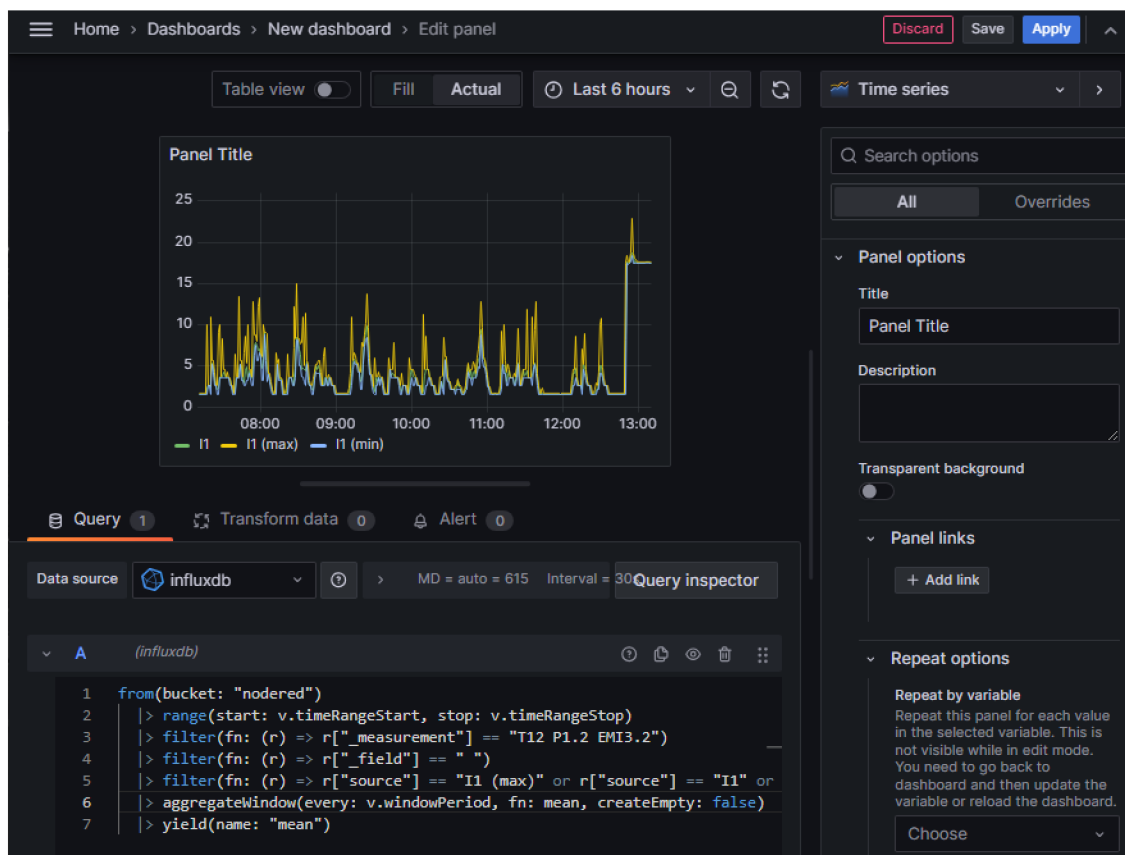 Home › Dashboards › New dashboard › Edit panel
Discard Save Apply
Table view Fill Actual Last 6 hours
Time series
Panel Title
25
20
15
10
5
0
08:00 09:00 10:00 11:00 12:00 13:00
I1 I1 (max) I1 (min)
Search options
All Overrides
Panel options
Title
Panel Title
Description
Transparent background
Panel links
+ Add link
Repeat options
Repeat by variable
Repeat this panel for each value
in the selected variable. This is
not visible while in edit mode.
You need to go back to
dashboard and then update the
variable or reload the dashboard.
Choose
Query 1 Transform data 0 Alert 0
Data source influxdb MD = auto = 615 Interval = 30 Query inspector
A (influxdb)
1 from(bucket: "nodered")
2 |> range(start: v.timeRangeStart, stop: v.timeRangeStop)
3 |> filter(fn: (r) => r["_measurement"] == "T12 P1.2 EMI3.2")
4 |> filter(fn: (r) => r["_field"] == " ")
5 |> filter(fn: (r) => r["source"] == "I1 (max)" or r["source"] == "I1" or
6 |> aggregateWindow(every: v.windowPeriod, fn: mean, createEmpty: false)
7 |> yield(name: "mean")